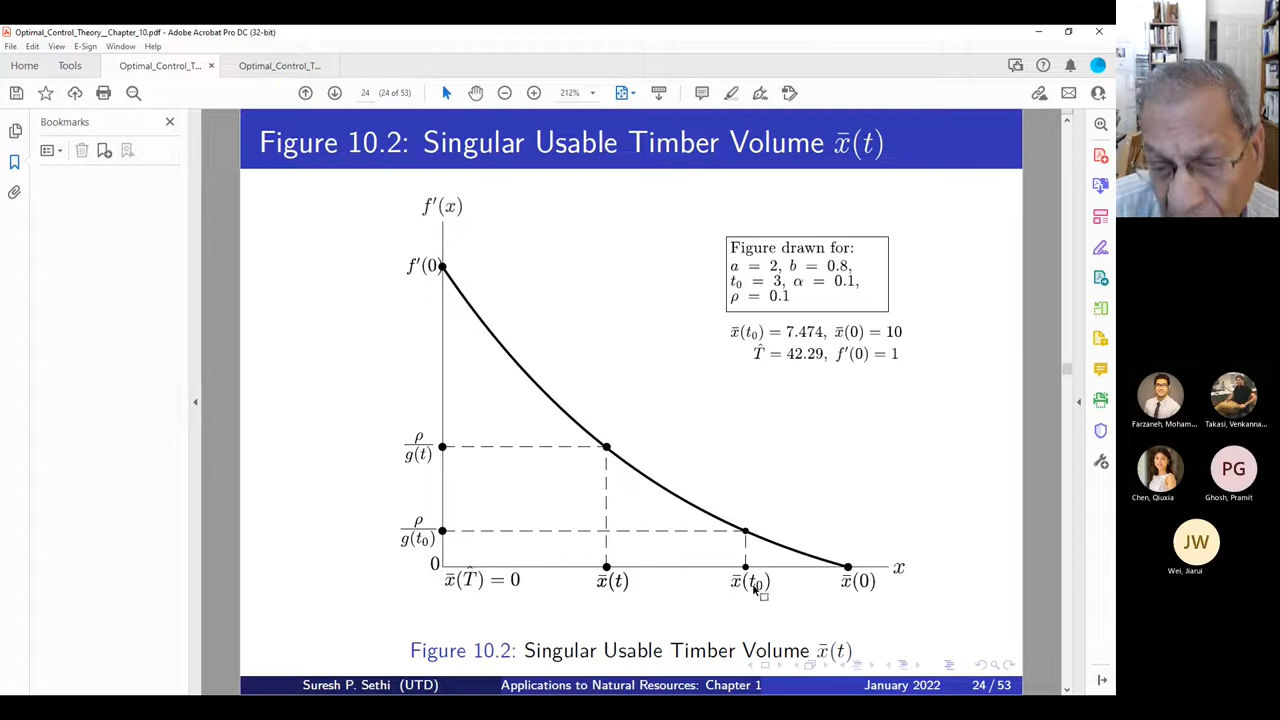 Optimal_Control_Theory__Chapter_10.pdf - Adobe Acrobat Pro DC (32-bit)
File Edit View E-Sign Window Help
Home Tools Optimal_Control_T... × Optimal_Control_T...
24 (24 of 53) 212%
Bookmarks
Figure 10.2: Singular Usable Timber Volume x̄(t)
f′(x)
f′(0)
Figure drawn for:
a = 2, b = 0.8,
t₀ = 3, α = 0.1,
ρ = 0.1
x̄(t₀) = 7.474, x̄(0) = 10
T̂ = 42.29, f′(0) = 1
ρ/g(t)
ρ/g(t₀)
0
x̄(T̂) = 0 x̄(t) x̄(t₀) x̄(0) x
Figure 10.2: Singular Usable Timber Volume x̄(t)
Suresh P. Sethi (UTD) Applications to Natural Resources: Chapter 1 January 2022 24 / 53
Farzaneh, Moham... Takasi, Venkanna...
PG
Chen, Qiuxia Ghosh, Pramit
JW
Wei, Jiarui